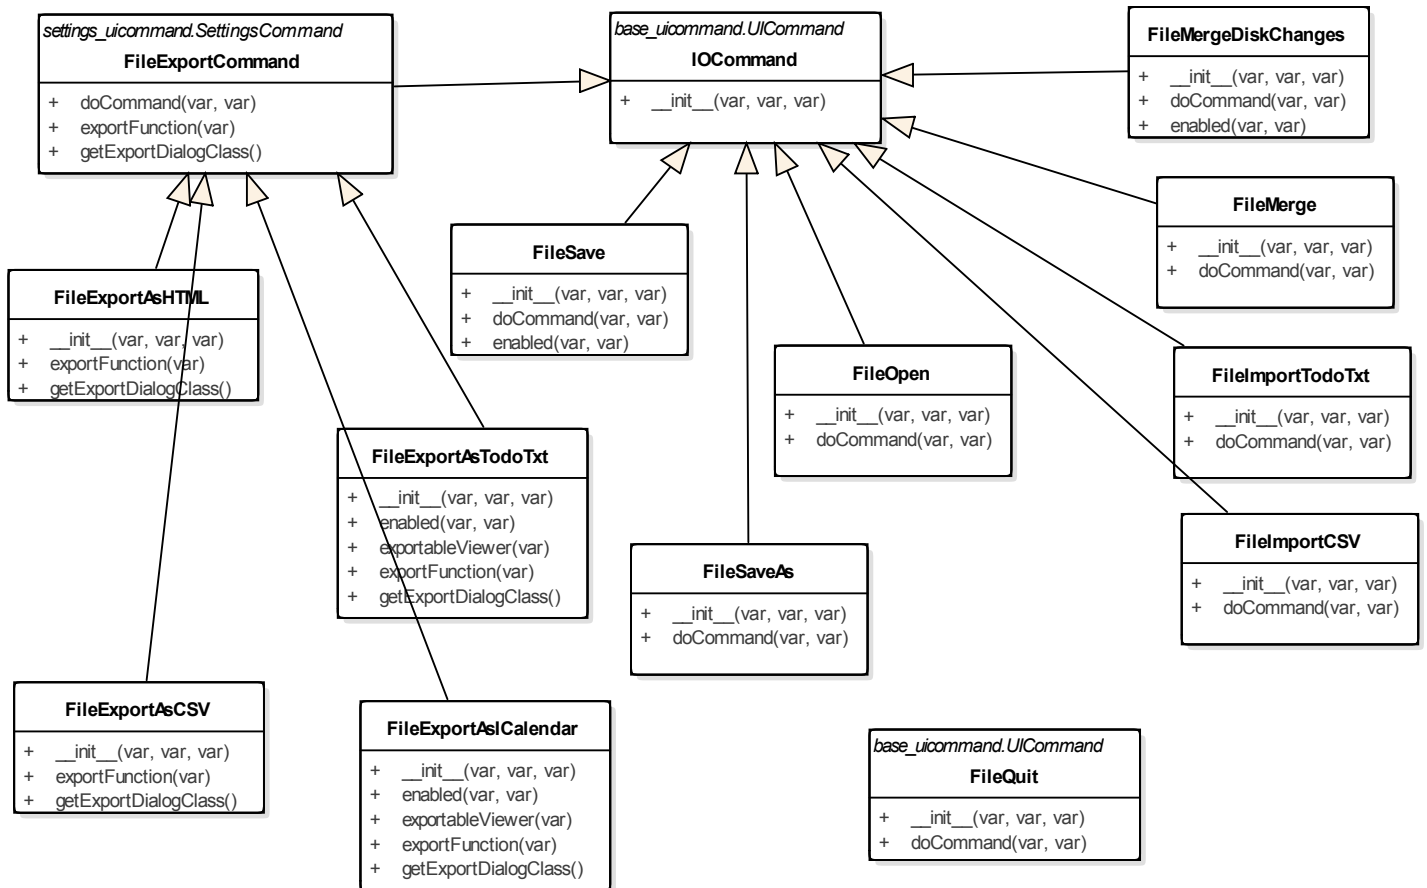 settings_uicommand.SettingsCommand
FileExportCommand
+ doCommand(var, var)
+ exportFunction(var)
+ getExportDialogClass()
base_uicommand.UICommand
IOCommand
+ __init__(var, var, var)
FileMergeDiskChanges
+ __init__(var, var, var)
+ doCommand(var, var)
+ enabled(var, var)
FileMerge
+ __init__(var, var, var)
+ doCommand(var, var)
FileSave
+ __init__(var, var, var)
+ doCommand(var, var)
+ enabled(var, var)
FileExportAsHTML
+ __init__(var, var, var)
+ exportFunction(var)
+ getExportDialogClass()
FileOpen
+ __init__(var, var, var)
+ doCommand(var, var)
FileImportTodoTxt
+ __init__(var, var, var)
+ doCommand(var, var)
FileExportAsTodoTxt
+ __init__(var, var, var)
+ enabled(var, var)
+ exportableViewer(var)
+ exportFunction(var)
+ getExportDialogClass()
FileSaveAs
+ __init__(var, var, var)
+ doCommand(var, var)
FileImportCSV
+ __init__(var, var, var)
+ doCommand(var, var)
FileExportAsCSV
+ __init__(var, var, var)
+ exportFunction(var)
+ getExportDialogClass()
FileExportAsICalendar
+ __init__(var, var, var)
+ enabled(var, var)
+ exportableViewer(var)
+ exportFunction(var)
+ getExportDialogClass()
base_uicommand.UICommand
FileQuit
+ __init__(var, var, var)
+ doCommand(var, var)